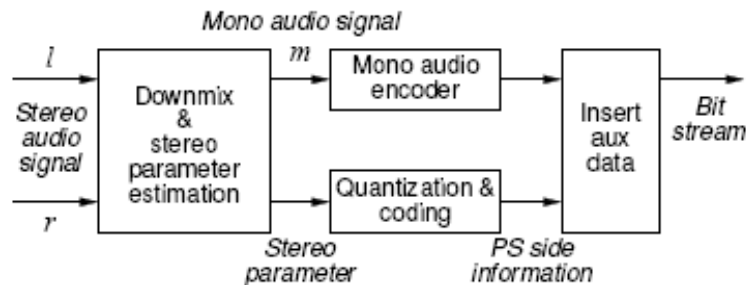 Mono audio signal
l
m
Stereo
audio
signal
r
Downmix
&
stereo
parameter
estimation
Mono audio
encoder
Quantization &
coding
Stereo
parameter
PS side
information
Insert
aux
data
Bit
stream